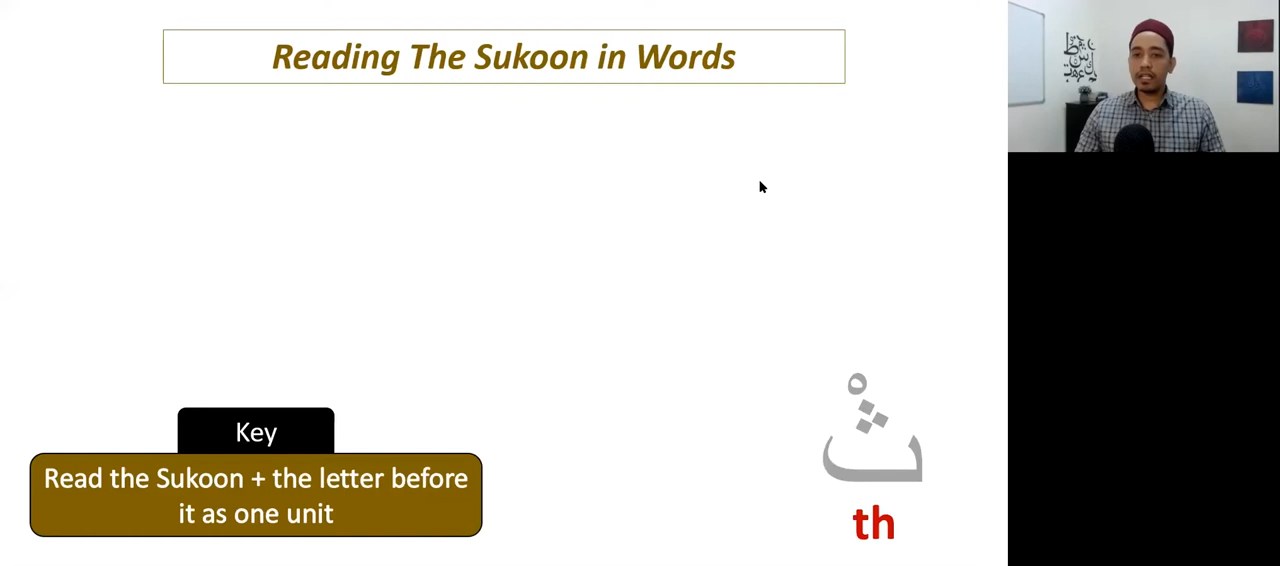 Reading The Sukoon in Words
Key
Read the Sukoon + the letter before
it as one unit
ثْ
th